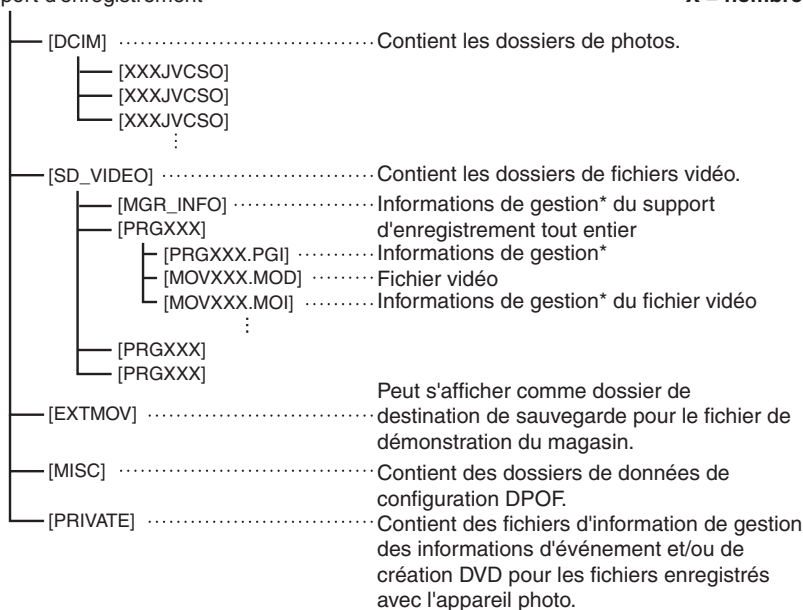 port d'enregistrement
X = nombre
[DCIM] Contient les dossiers de photos.
[XXXJVCSO]
[XXXJVCSO]
[XXXJVCSO]
[SD_VIDEO] Contient les dossiers de fichiers vidéo.
[MGR_INFO] Informations de gestion* du support
[PRGXXX] d'enregistrement tout entier
[PRGXXX.PGI] Informations de gestion*
[MOVXXX.MOD] Fichier vidéo
[MOVXXX.MOI] Informations de gestion* du fichier vidéo
[PRGXXX]
[PRGXXX]
Peut s'afficher comme dossier de
[EXTMOV] destination de sauvegarde pour le fichier de
démonstration du magasin.
[MISC] Contient des dossiers de données de
configuration DPOF.
[PRIVATE] Contient des fichiers d'information de gestion
des informations d'événement et/ou de
création DVD pour les fichiers enregistrés
avec l'appareil photo.